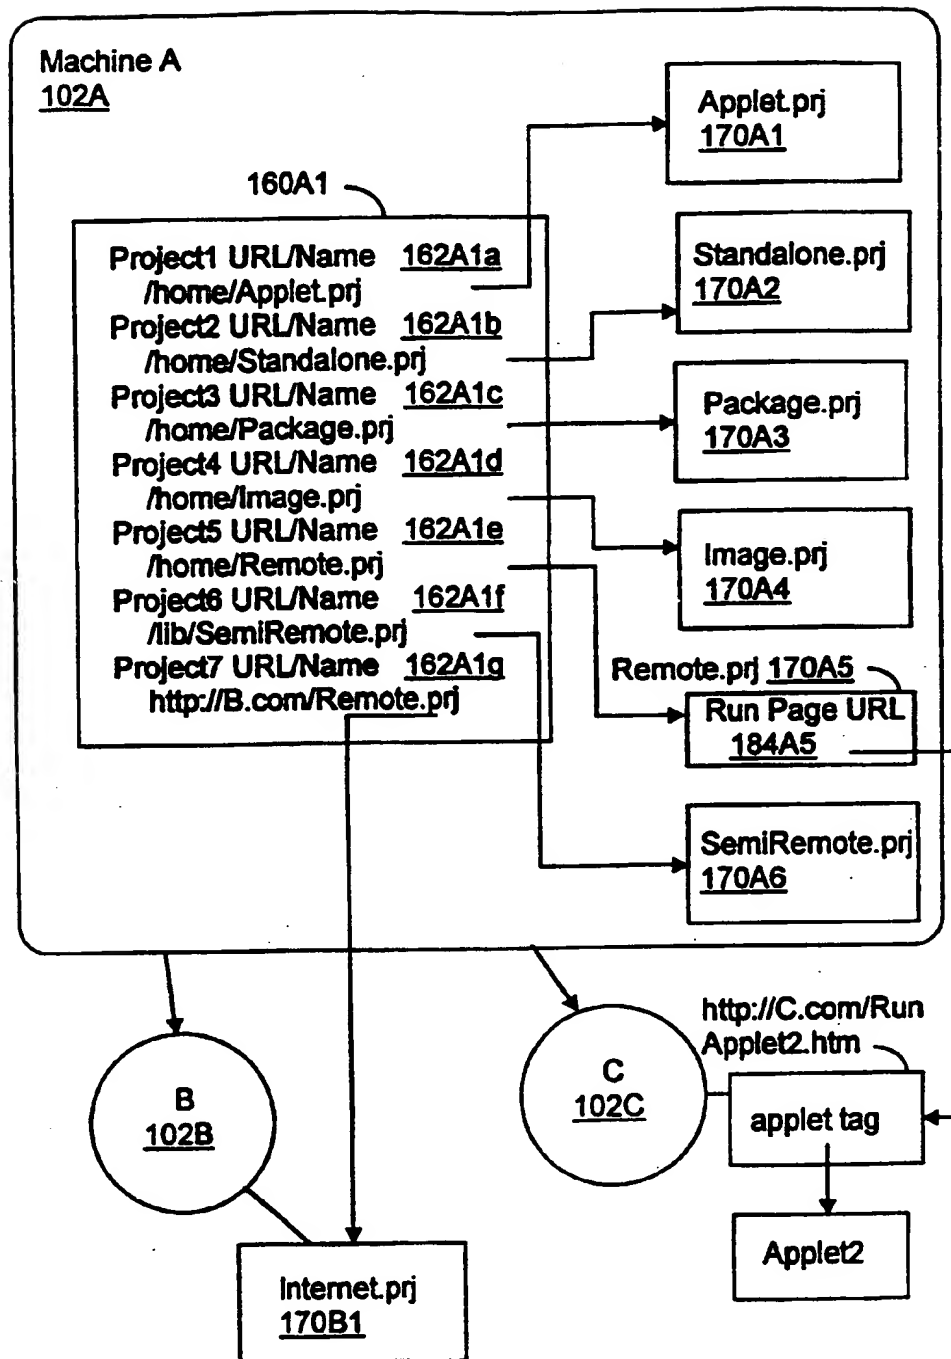 Machine A
102A
Applet.prj
170A1
160A1
Project1 URL/Name 162A1a
/home/Applet.prj
Project2 URL/Name 162A1b
/home/Standalone.prj
Project3 URL/Name 162A1c
/home/Package.prj
Project4 URL/Name 162A1d
/home/Image.prj
Project5 URL/Name 162A1e
/home/Remote.prj
Project6 URL/Name 162A1f
/lib/SemiRemote.prj
Project7 URL/Name 162A1g
http://B.com/Remote.prj
Standalone.prj
170A2
Package.prj
170A3
Image.prj
170A4
Remote.prj 170A5
Run Page URL
184A5
SemiRemote.prj
170A6
B
102B
C
102C
http://C.com/Run
Applet2.htm
applet tag
Applet2
Internet.prj
170B1